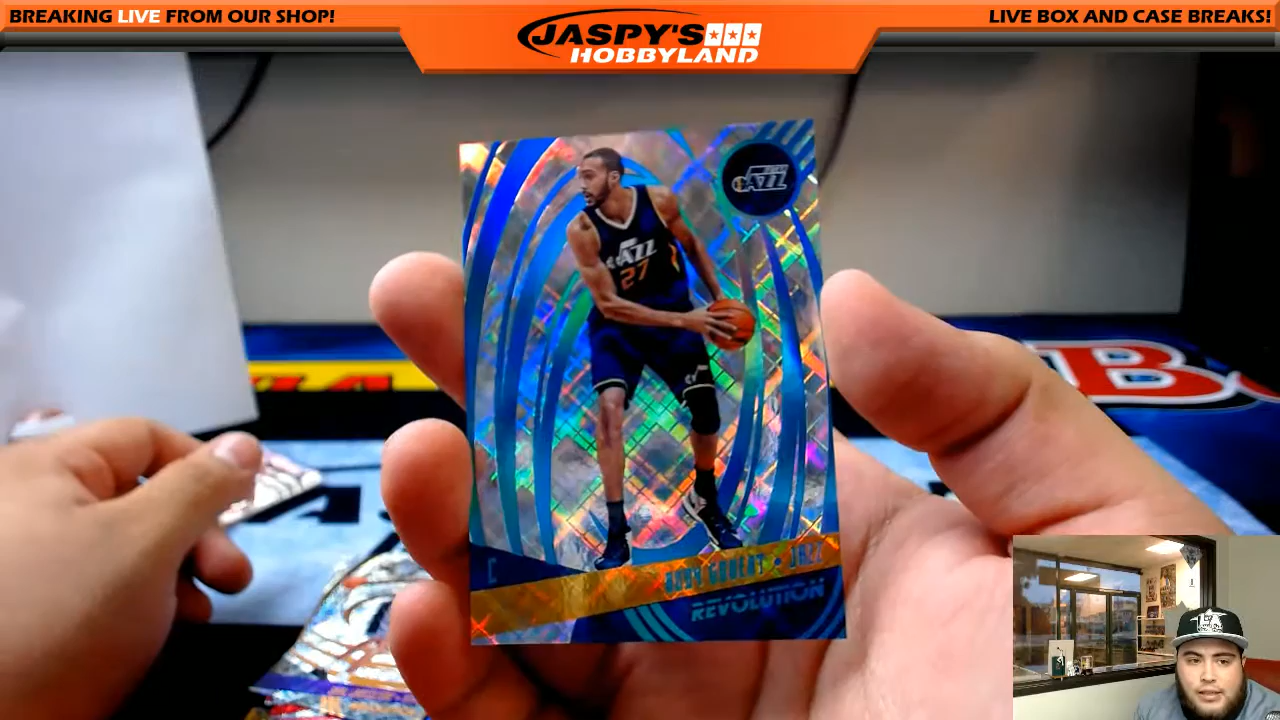 BREAKING LIVE FROM OUR SHOP!
JASPY'S
HOBBYLAND
LIVE BOX AND CASE BREAKS!
JAZZ
JAZZ
27
C
RUDY GOBERT • JAZZ
REVOLUTION